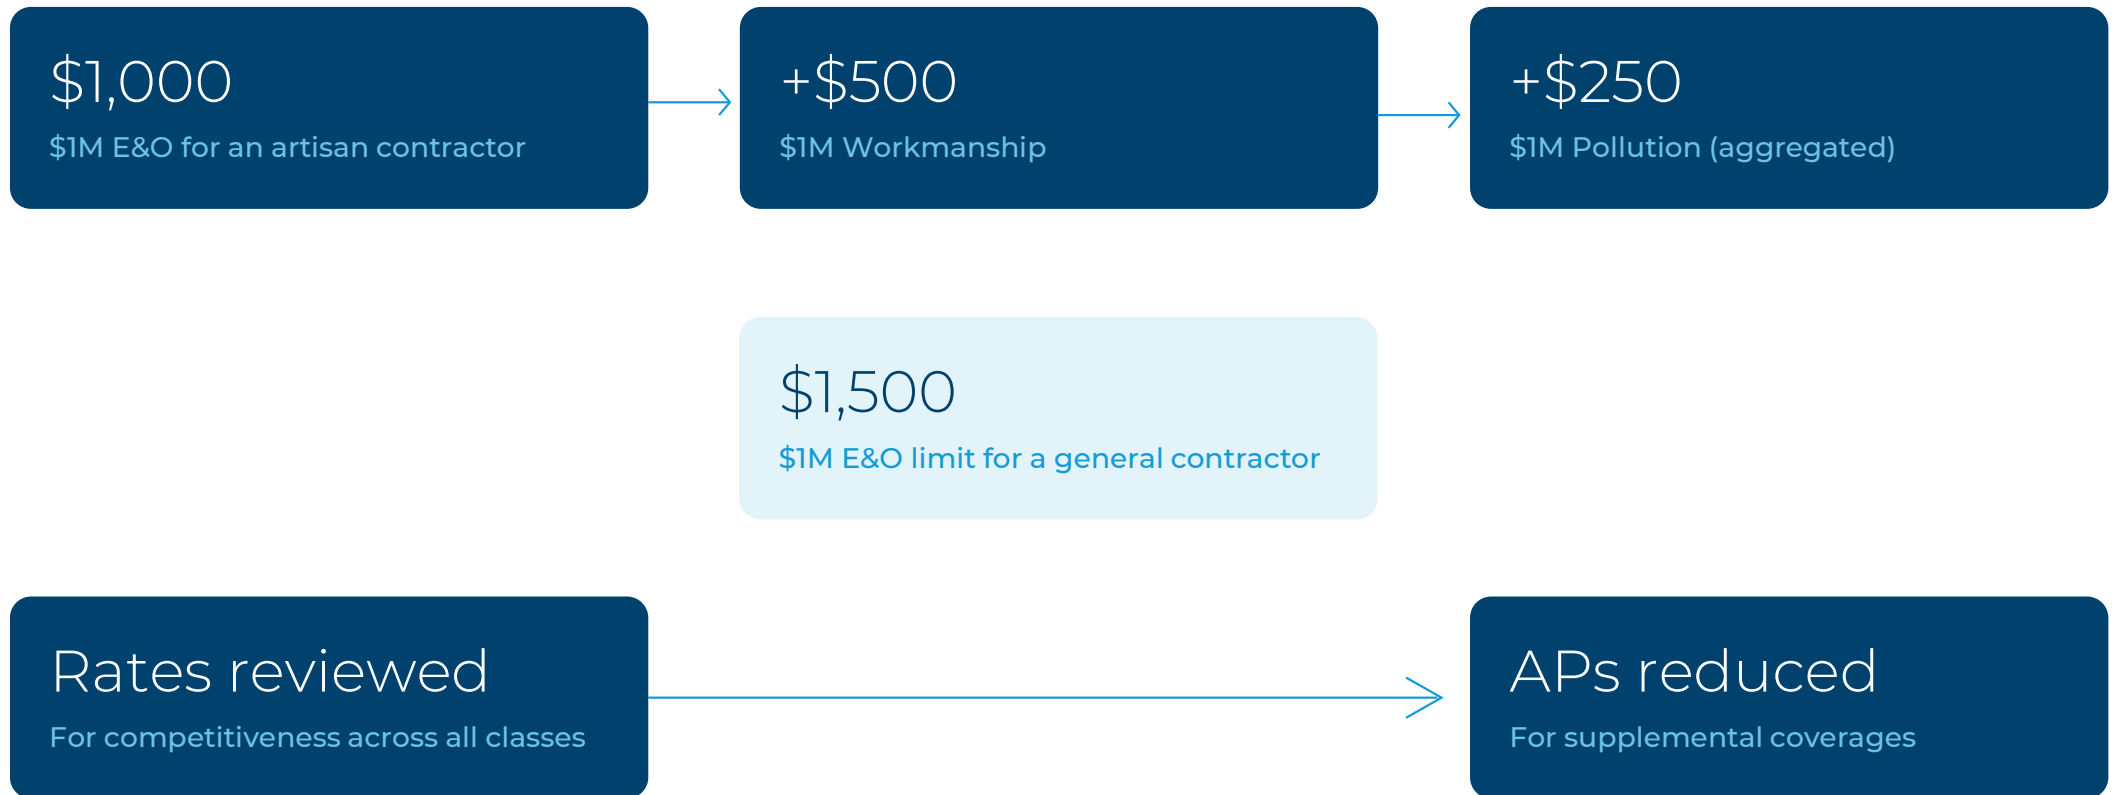 $1,000
$1M E&O for an artisan contractor
+$500
$1M Workmanship
+$250
$1M Pollution (aggregated)
$1,500
$1M E&O limit for a general contractor
Rates reviewed
For competitiveness across all classes
APs reduced
For supplemental coverages